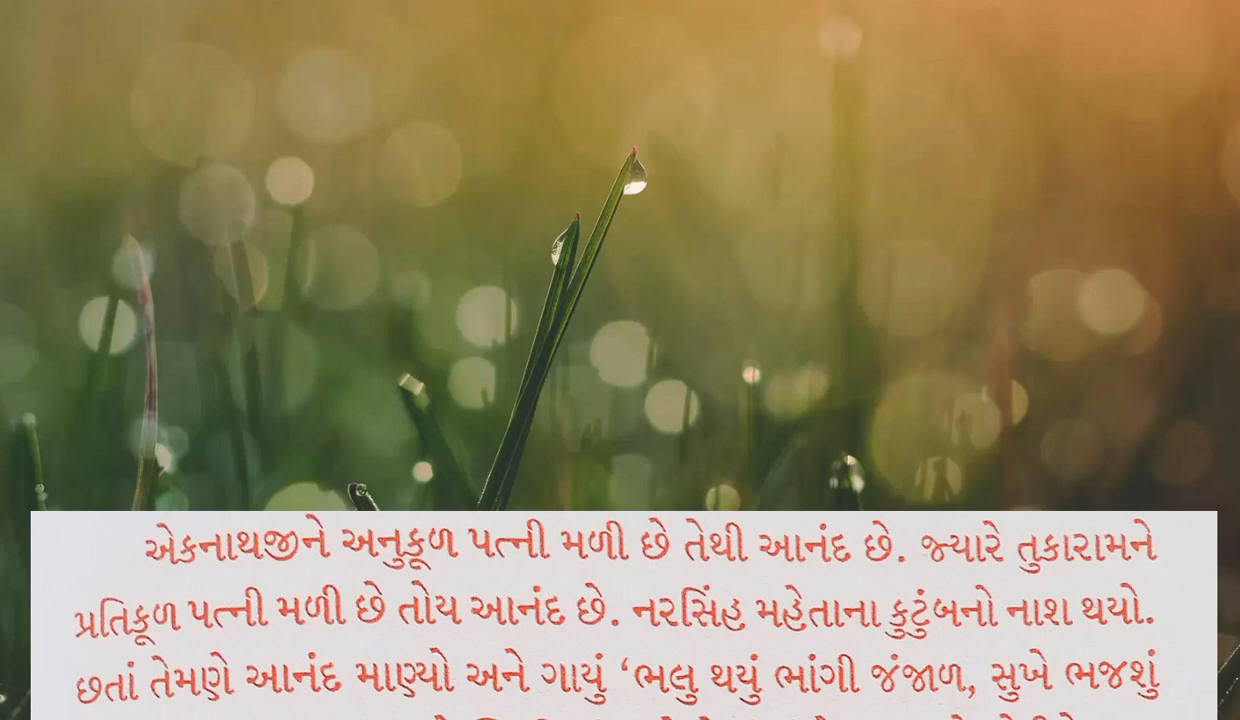 એકનાથજીને અનુકૂળ પત્ની મળી છે તેથી આનંદ છે. જ્યારે તુકારામને
પ્રતિકૂળ પત્ની મળી છે તોય આનંદ છે. નરસિંહ મહેતાના કુટુંબનો નાશ થયો.
છતાં તેમણે આનંદ માણ્યો અને ગાયું ‘ભલુ થયું ભાંગી જંજાળ, સુખે ભજશું